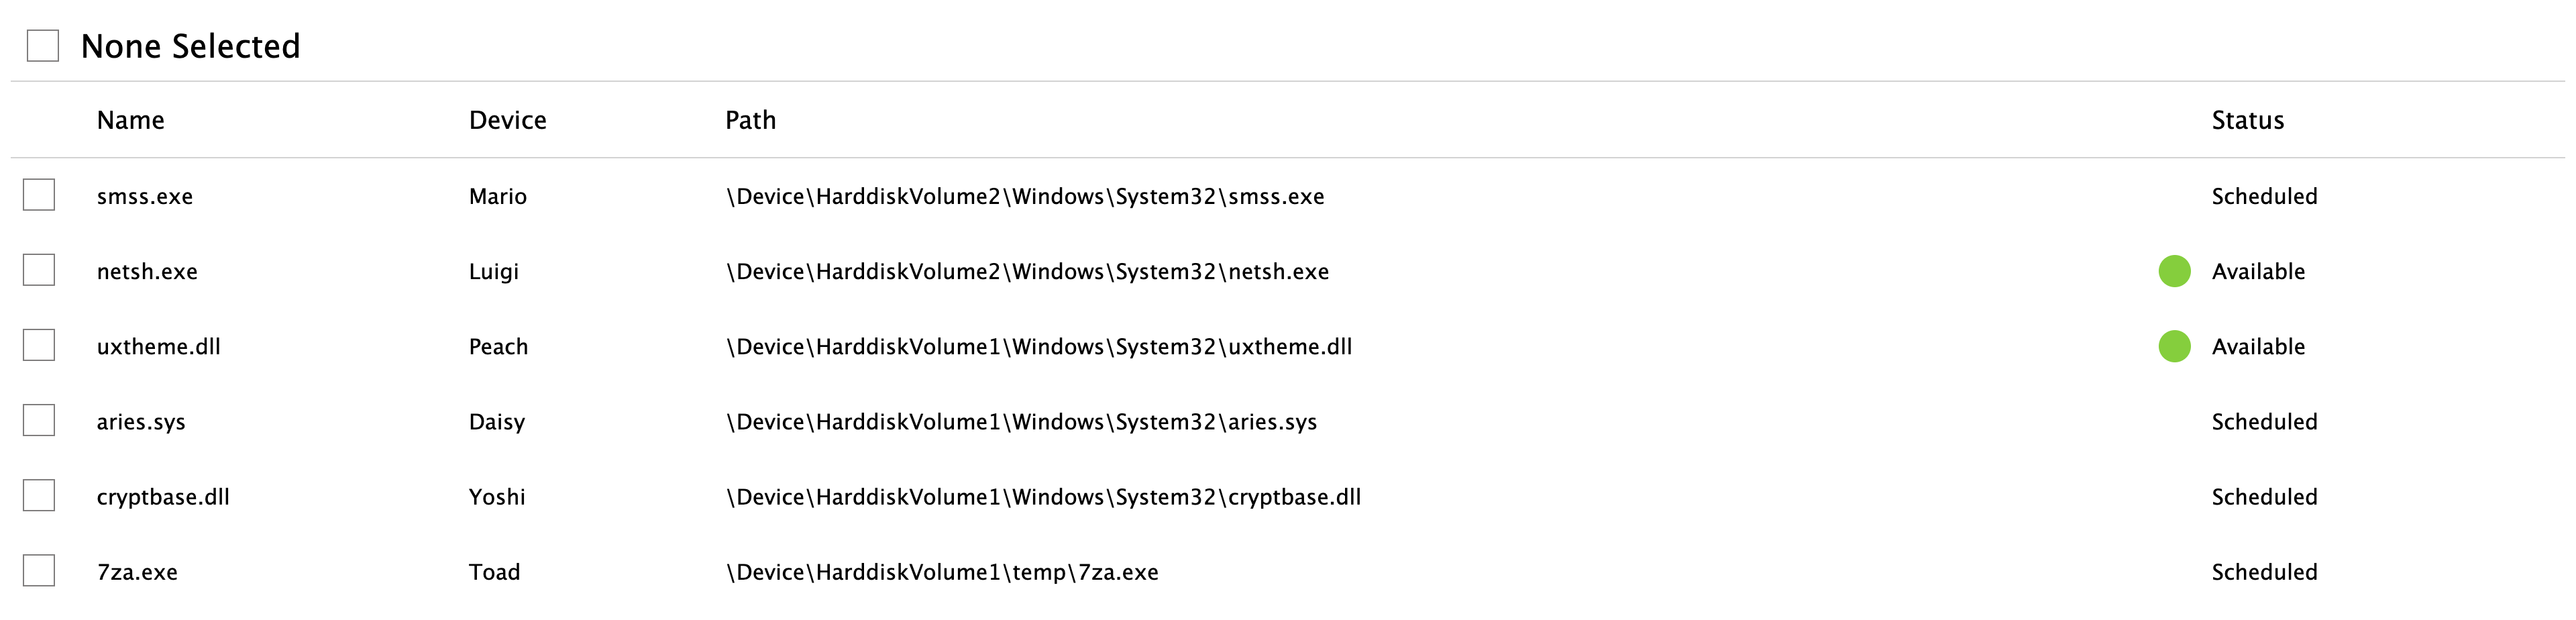 None Selected
Name Device Path Status
smss.exe Mario \Device\HarddiskVolume2\Windows\System32\smss.exe Scheduled
netsh.exe Luigi \Device\HarddiskVolume2\Windows\System32\netsh.exe Available
uxtheme.dll Peach \Device\HarddiskVolume1\Windows\System32\uxtheme.dll Available
aries.sys Daisy \Device\HarddiskVolume1\Windows\System32\aries.sys Scheduled
cryptbase.dll Yoshi \Device\HarddiskVolume1\Windows\System32\cryptbase.dll Scheduled
7za.exe Toad \Device\HarddiskVolume1\temp\7za.exe Scheduled